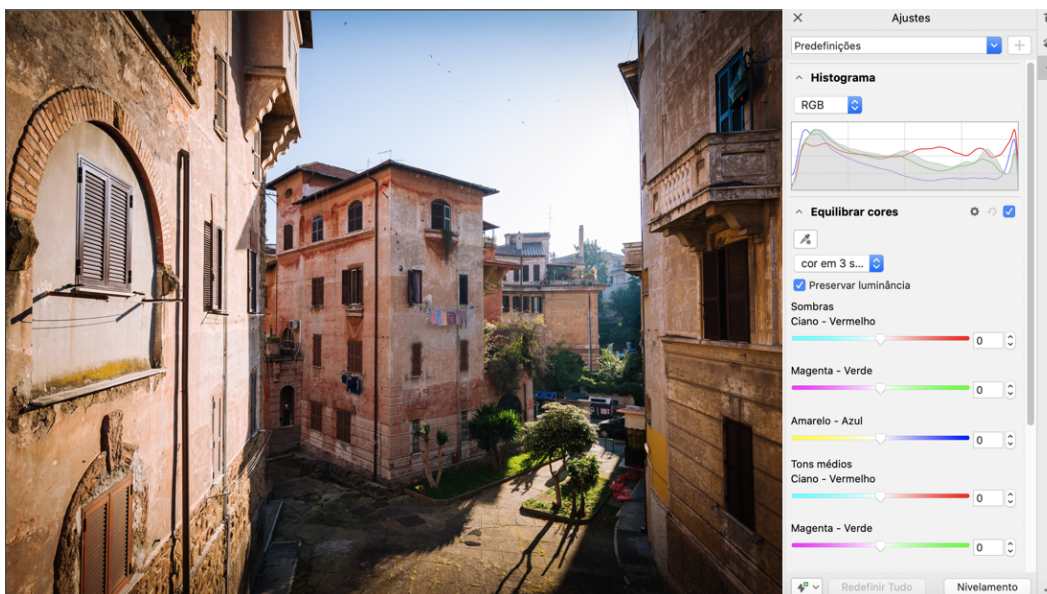 Ajustes
Predefinições
Histograma
RGB
Equilibrar cores
cor em 3 s...
Preservar luminância
Sombras
Ciano - Vermelho
0
Magenta - Verde
0
Amarelo - Azul
0
Tons médios
Ciano - Vermelho
0
Magenta - Verde
0
Redefinir Tudo
Nivelamento